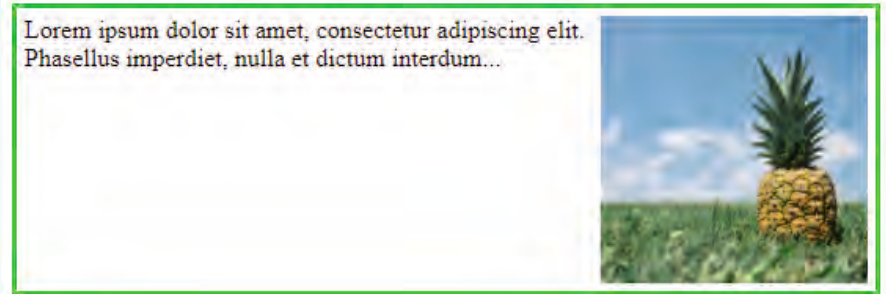 Lorem ipsum dolor sit amet, consectetur adipiscing elit.
Phasellus imperdiet, nulla et dictum interdum...